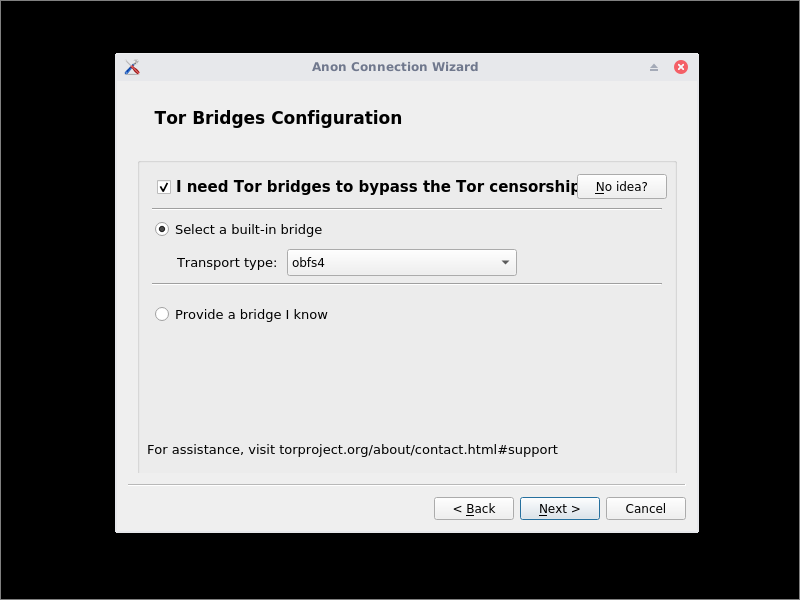 Anon Connection Wizard
Tor Bridges Configuration
I need Tor bridges to bypass the Tor censorship
No idea?
Select a built-in bridge
Transport type: obfs4
Provide a bridge I know
For assistance, visit torproject.org/about/contact.html#support
< Back Next > Cancel